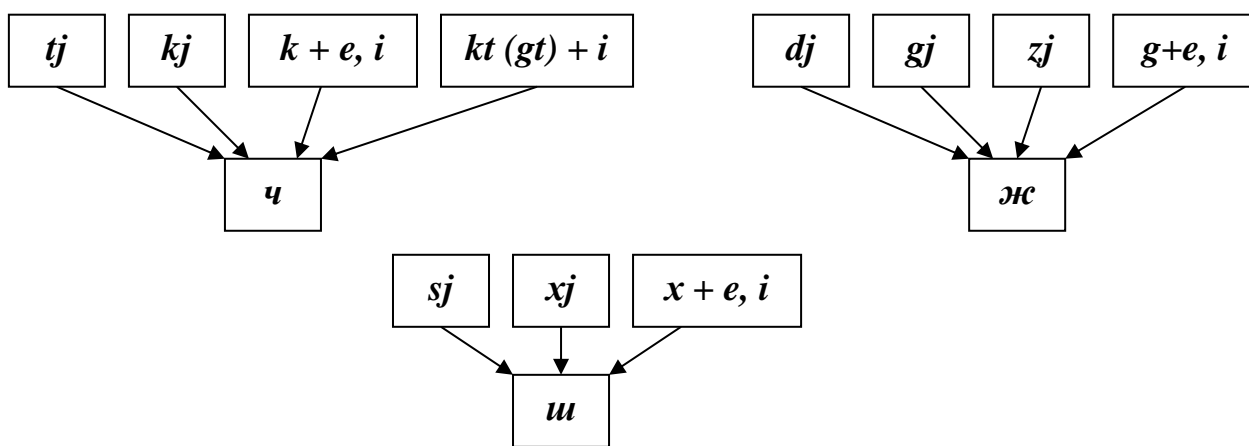 tj kj k + e, i kt (gt) + i dj gj zj g+e, i
ч ж
sj xj x + e, i
ш